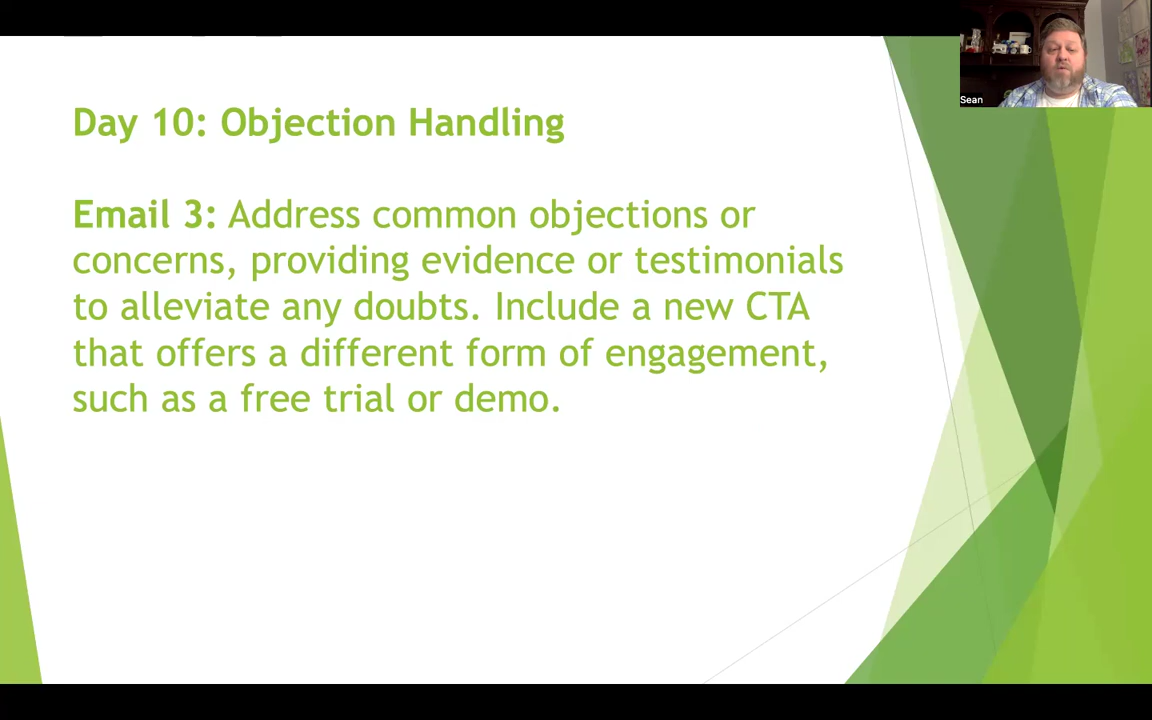 Day 10: Objection Handling
Email 3: Address common objections or
concerns, providing evidence or testimonials
to alleviate any doubts. Include a new CTA
that offers a different form of engagement,
such as a free trial or demo.
Sean